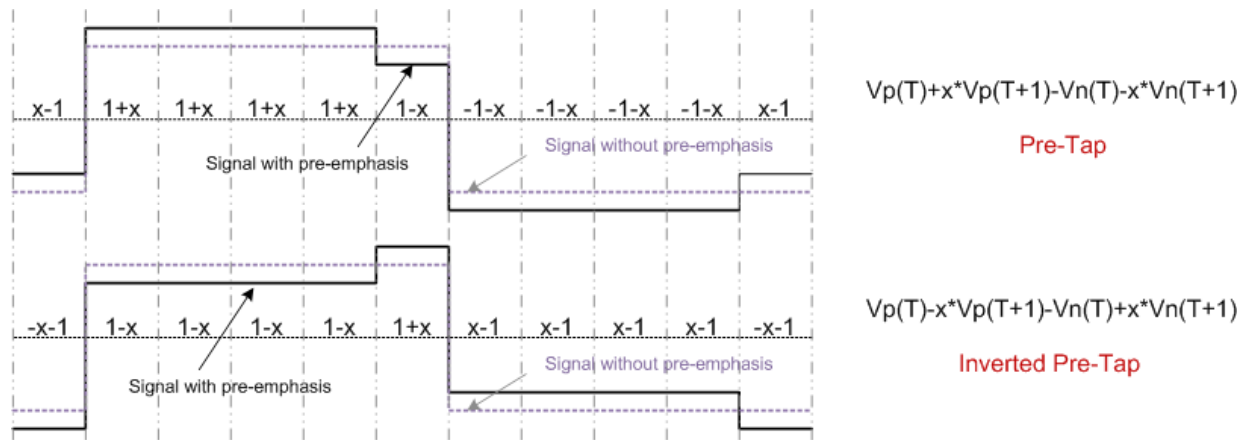 x-1 1+x 1+x 1+x 1+x 1-x -1-x -1-x -1-x -1-x x-1
Signal with pre-emphasis
Signal without pre-emphasis
Vp(T)+x*Vp(T+1)-Vn(T)-x*Vn(T+1)
Pre-Tap
-x-1 1-x 1-x 1-x 1-x 1+x x-1 x-1 x-1 x-1 -x-1
Signal with pre-emphasis
Signal without pre-emphasis
Vp(T)-x*Vp(T+1)-Vn(T)+x*Vn(T+1)
Inverted Pre-Tap